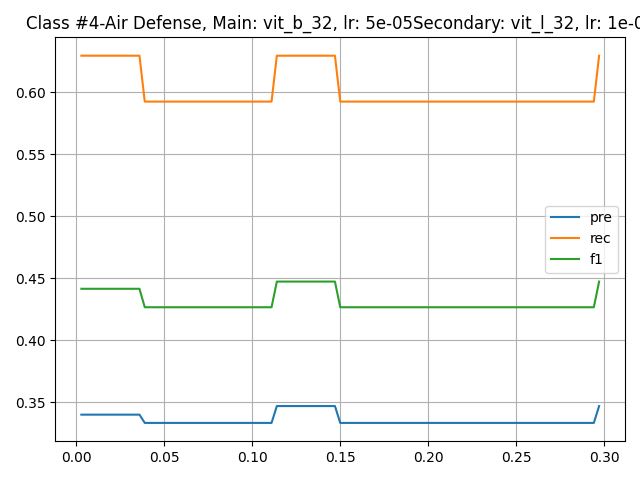 Class #4-Air Defense, Main: vit_b_32, lr: 5e-05Secondary: vit_l_32, lr: 1e-0
0.60
0.55
0.50
0.45
0.40
0.35
pre
rec
f1
0.00 0.05 0.10 0.15 0.20 0.25 0.30